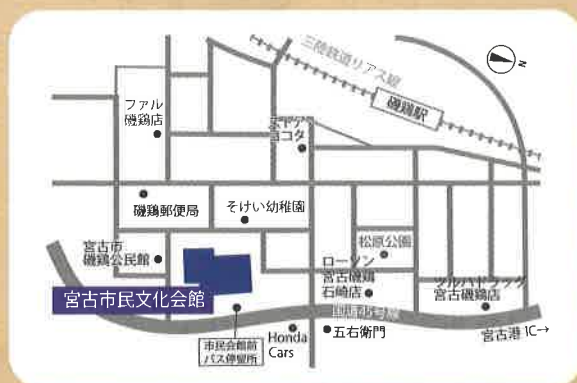 三陸鉄道リアス線
N
磯鶏駅
ファル
磯鶏店
ヨコタ
磯鶏郵便局
そけい幼稚園
宮古市
磯鶏公民館
松原公園
ローソン
宮古磯鶏
石崎店
ツルハドラッグ
宮古磯鶏店
宮古市民文化会館
国道45号線
市民会館前
バス停留所
Honda
Cars
五右衛門
宮古港IC→